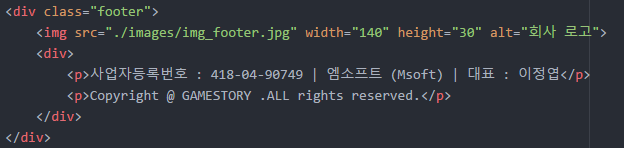 <div class="footer">
<img src="./images/img_footer.jpg" width="140" height="30" alt="회사 로고">
<div>
<p>사업자등록번호 : 418-04-90749 | 엠소프트 (Msoft) | 대표 : 이정엽</p>
<p>Copyright @ GAMESTORY .ALL rights reserved.</p>
</div>
</div>